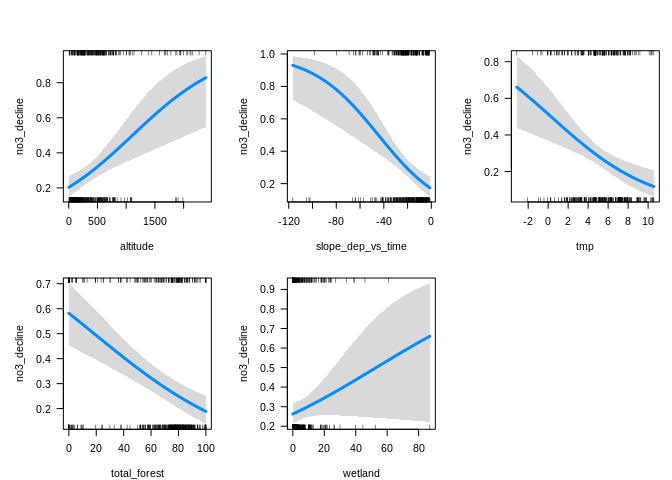 no3_decline
0.8
0.6
0.4
0.2
0 500 1500
altitude
no3_decline
1.0
0.8
0.6
0.4
0.2
-120 -80 -40 0
slope_dep_vs_time
no3_decline
0.8
0.6
0.4
0.2
-2 0 2 4 6 8 10
tmp
no3_decline
0.7
0.6
0.5
0.4
0.3
0.2
0 20 40 60 80 100
total_forest
no3_decline
0.9
0.8
0.7
0.6
0.5
0.4
0.3
0.2
0 20 40 60 80
wetland